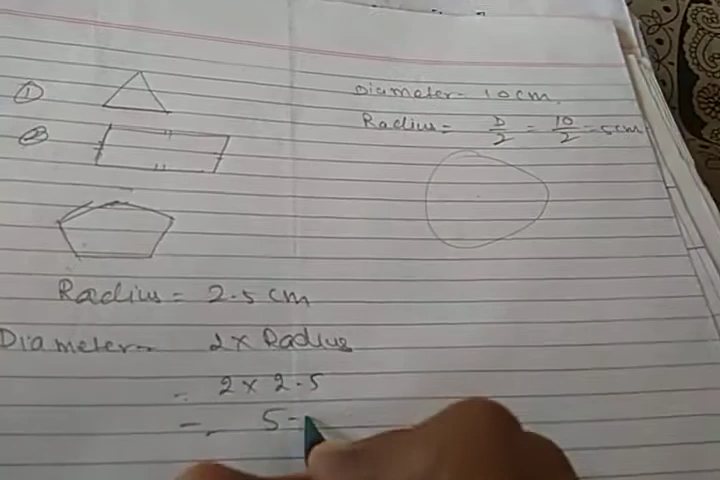 Diameter = 10 cm.
Radius = D/2 = 10/2 = 5 cm
①
②
Radius = 2.5 cm
Diameter = 2 x Radius
= 2 x 2.5
= 5